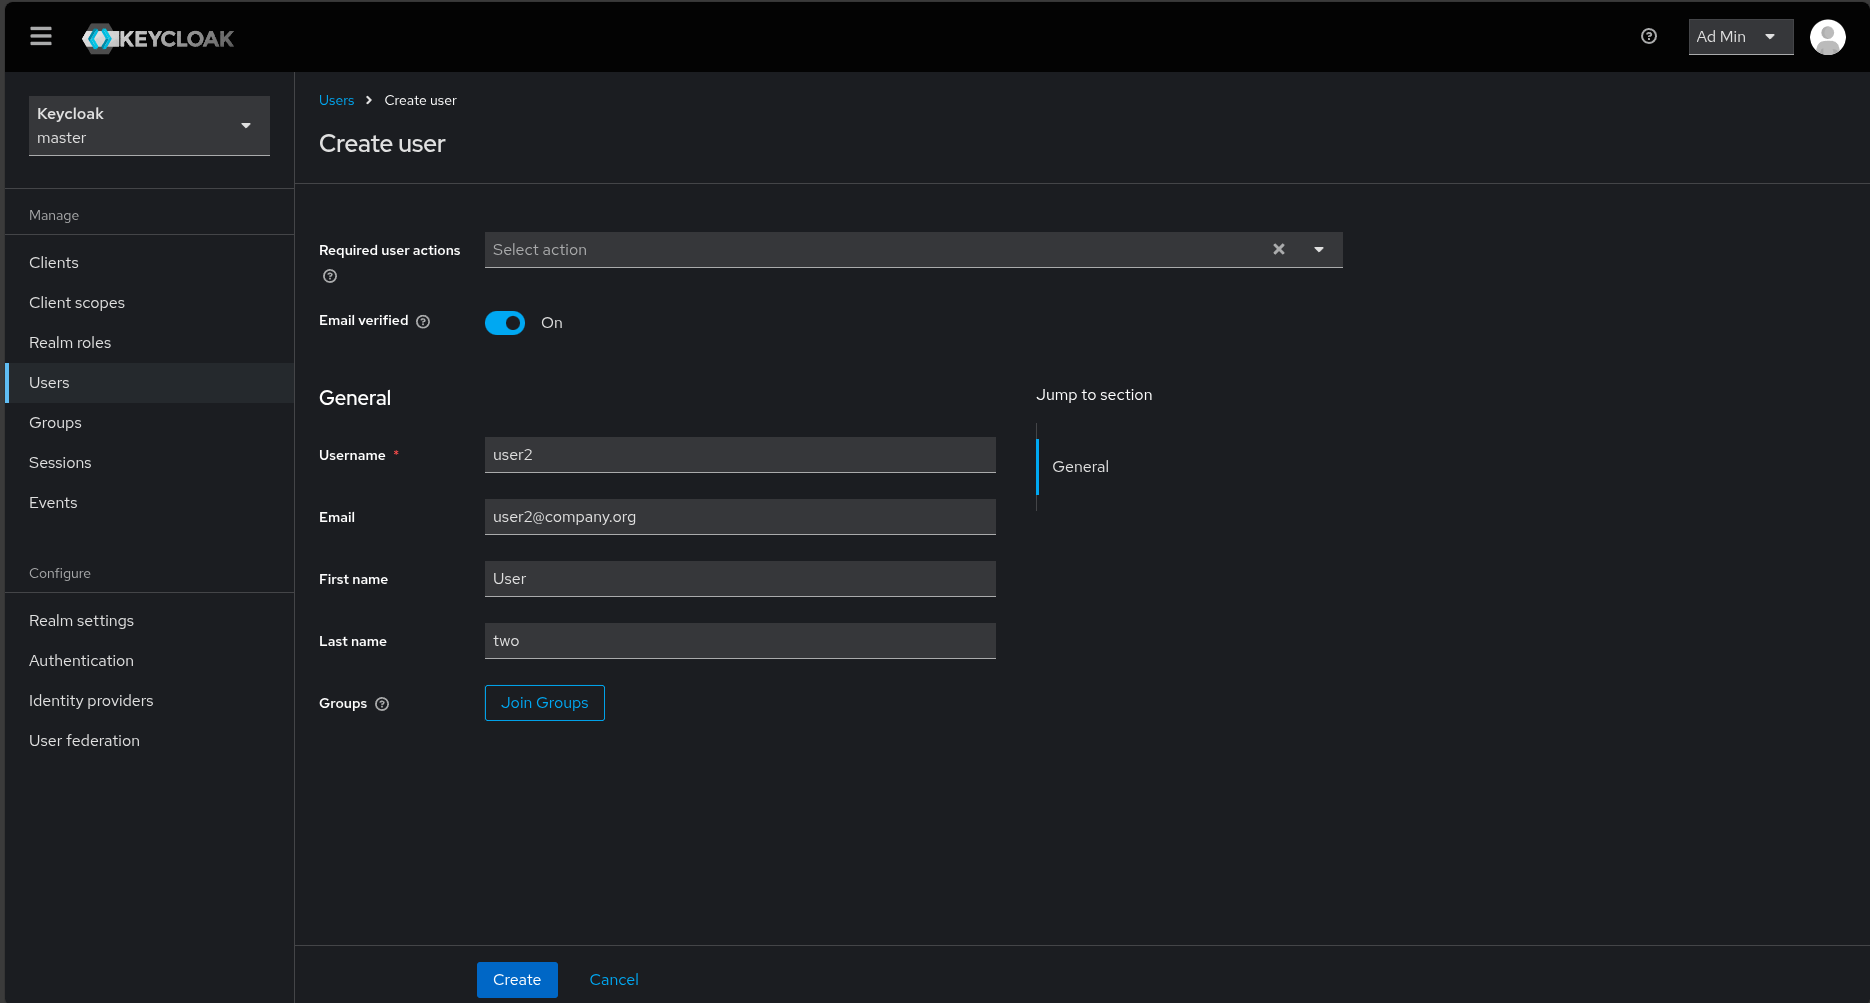 KEYCLOAK
Ad Min
Keycloak
master
Manage
Clients
Client scopes
Realm roles
Users
Groups
Sessions
Events
Configure
Realm settings
Authentication
Identity providers
User federation
Users > Create user
Create user
Required user actions
Select action
Email verified
On
General
Username *
user2
Email
user2@company.org
First name
User
Last name
two
Groups
Join Groups
Jump to section
General
Create
Cancel